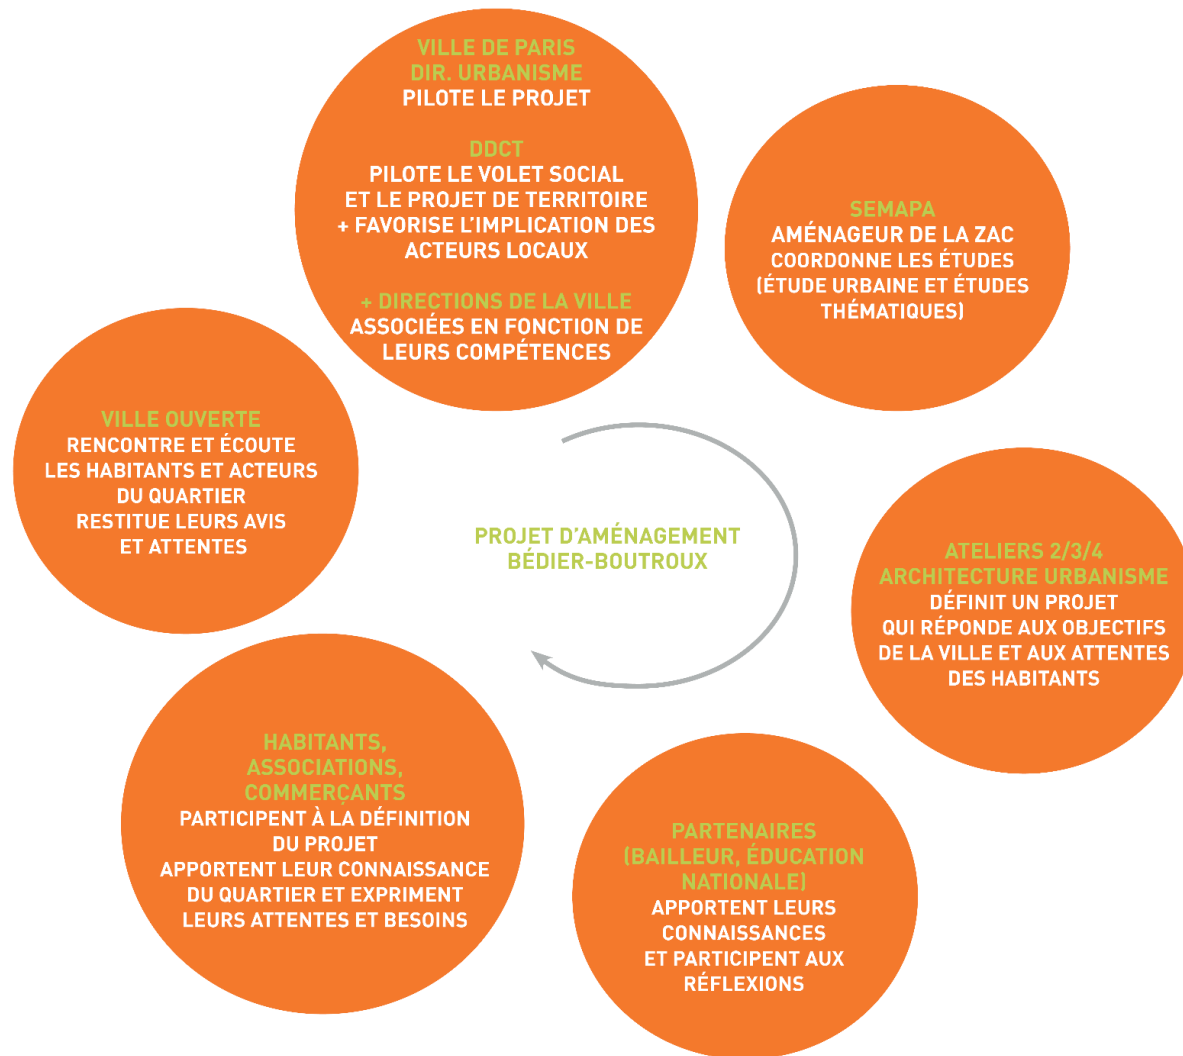 VILLE DE PARIS
DIR. URBANISME
PILOTE LE PROJET
DDCT
PILOTE LE VOLET SOCIAL
ET LE PROJET DE TERRITOIRE
+ FAVORISE L'IMPLICATION DES
ACTEURS LOCAUX
+ DIRECTIONS DE LA VILLE
ASSOCIÉES EN FONCTION DE
LEURS COMPÉTENCES
SEMAPA
AMÉNAGEUR DE LA ZAC
COORDONNE LES ÉTUDES
(ÉTUDE URBAINE ET ÉTUDES
THÉMATIQUES)
VILLE OUVERTE
RENCONTRE ET ÉCOUTE
LES HABITANTS ET ACTEURS
DU QUARTIER
RESTITUE LEURS AVIS
ET ATTENTES
PROJET D'AMÉNAGEMENT
BÉDIER-BOUTROUX
ATELIERS 2/3/4
ARCHITECTURE URBANISME
DÉFINIT UN PROJET
QUI RÉPONDE AUX OBJECTIFS
DE LA VILLE ET AUX ATTENTES
DES HABITANTS
HABITANTS,
ASSOCIATIONS,
COMMERÇANTS
PARTICIPENT À LA DÉFINITION
DU PROJET
APPORTENT LEUR CONNAISSANCE
DU QUARTIER ET EXPRIMENT
LEURS ATTENTES ET BESOINS
PARTENAIRES
(BAILLEUR, ÉDUCATION
NATIONALE)
APPORTENT LEURS
CONNAISSANCES
ET PARTICIPENT AUX
RÉFLEXIONS